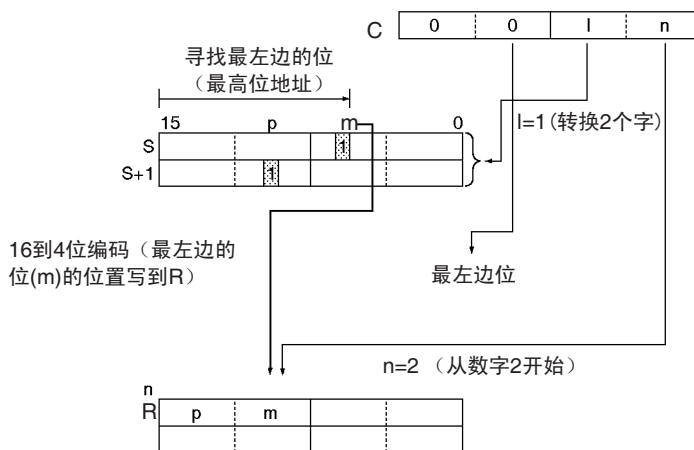 C 0 0 l n
寻找最左边的位
（最高位地址）
15 p m 0
l=1(转换2个字)
S 1
S+1 1
16到4位编码（最左边的
位(m)的位置写到R）
最左边位
n=2 （从数字2开始）
n
R p m